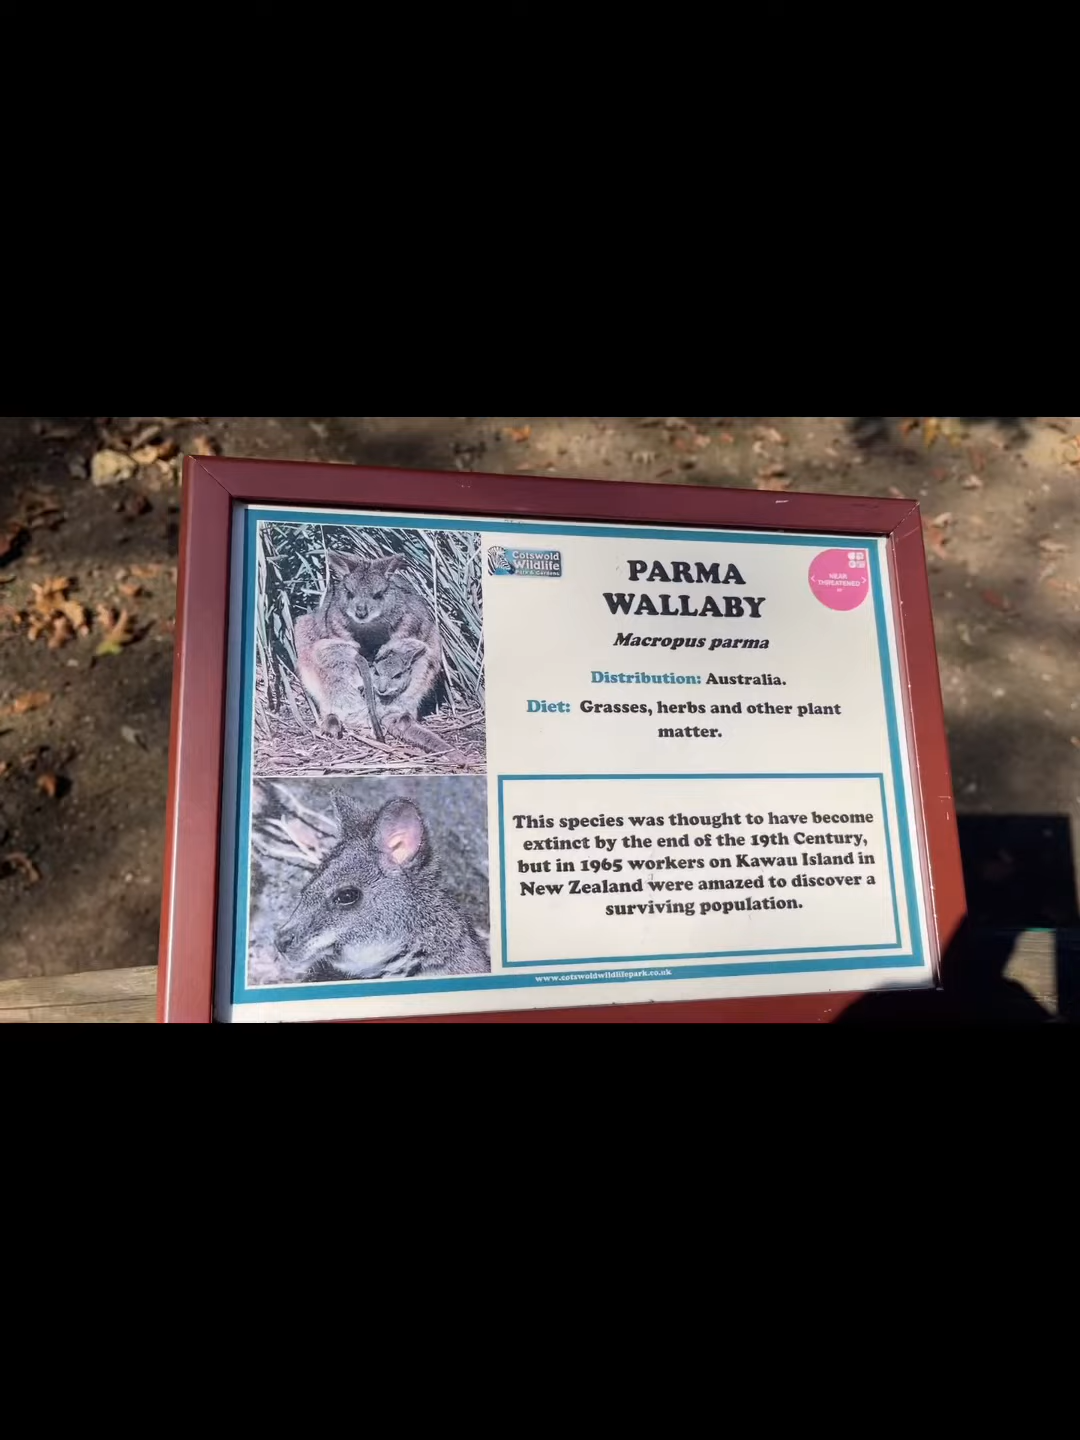 Cotswold
Wildlife
Park & Gardens
PARMA
WALLABY
NEAR
THREATENED
Macropus parma
Distribution: Australia.
Diet: Grasses, herbs and other plant
matter.
This species was thought to have become
extinct by the end of the 19th Century,
but in 1965 workers on Kawau Island in
New Zealand were amazed to discover a
surviving population.
www.cotswoldwildlifepark.co.uk